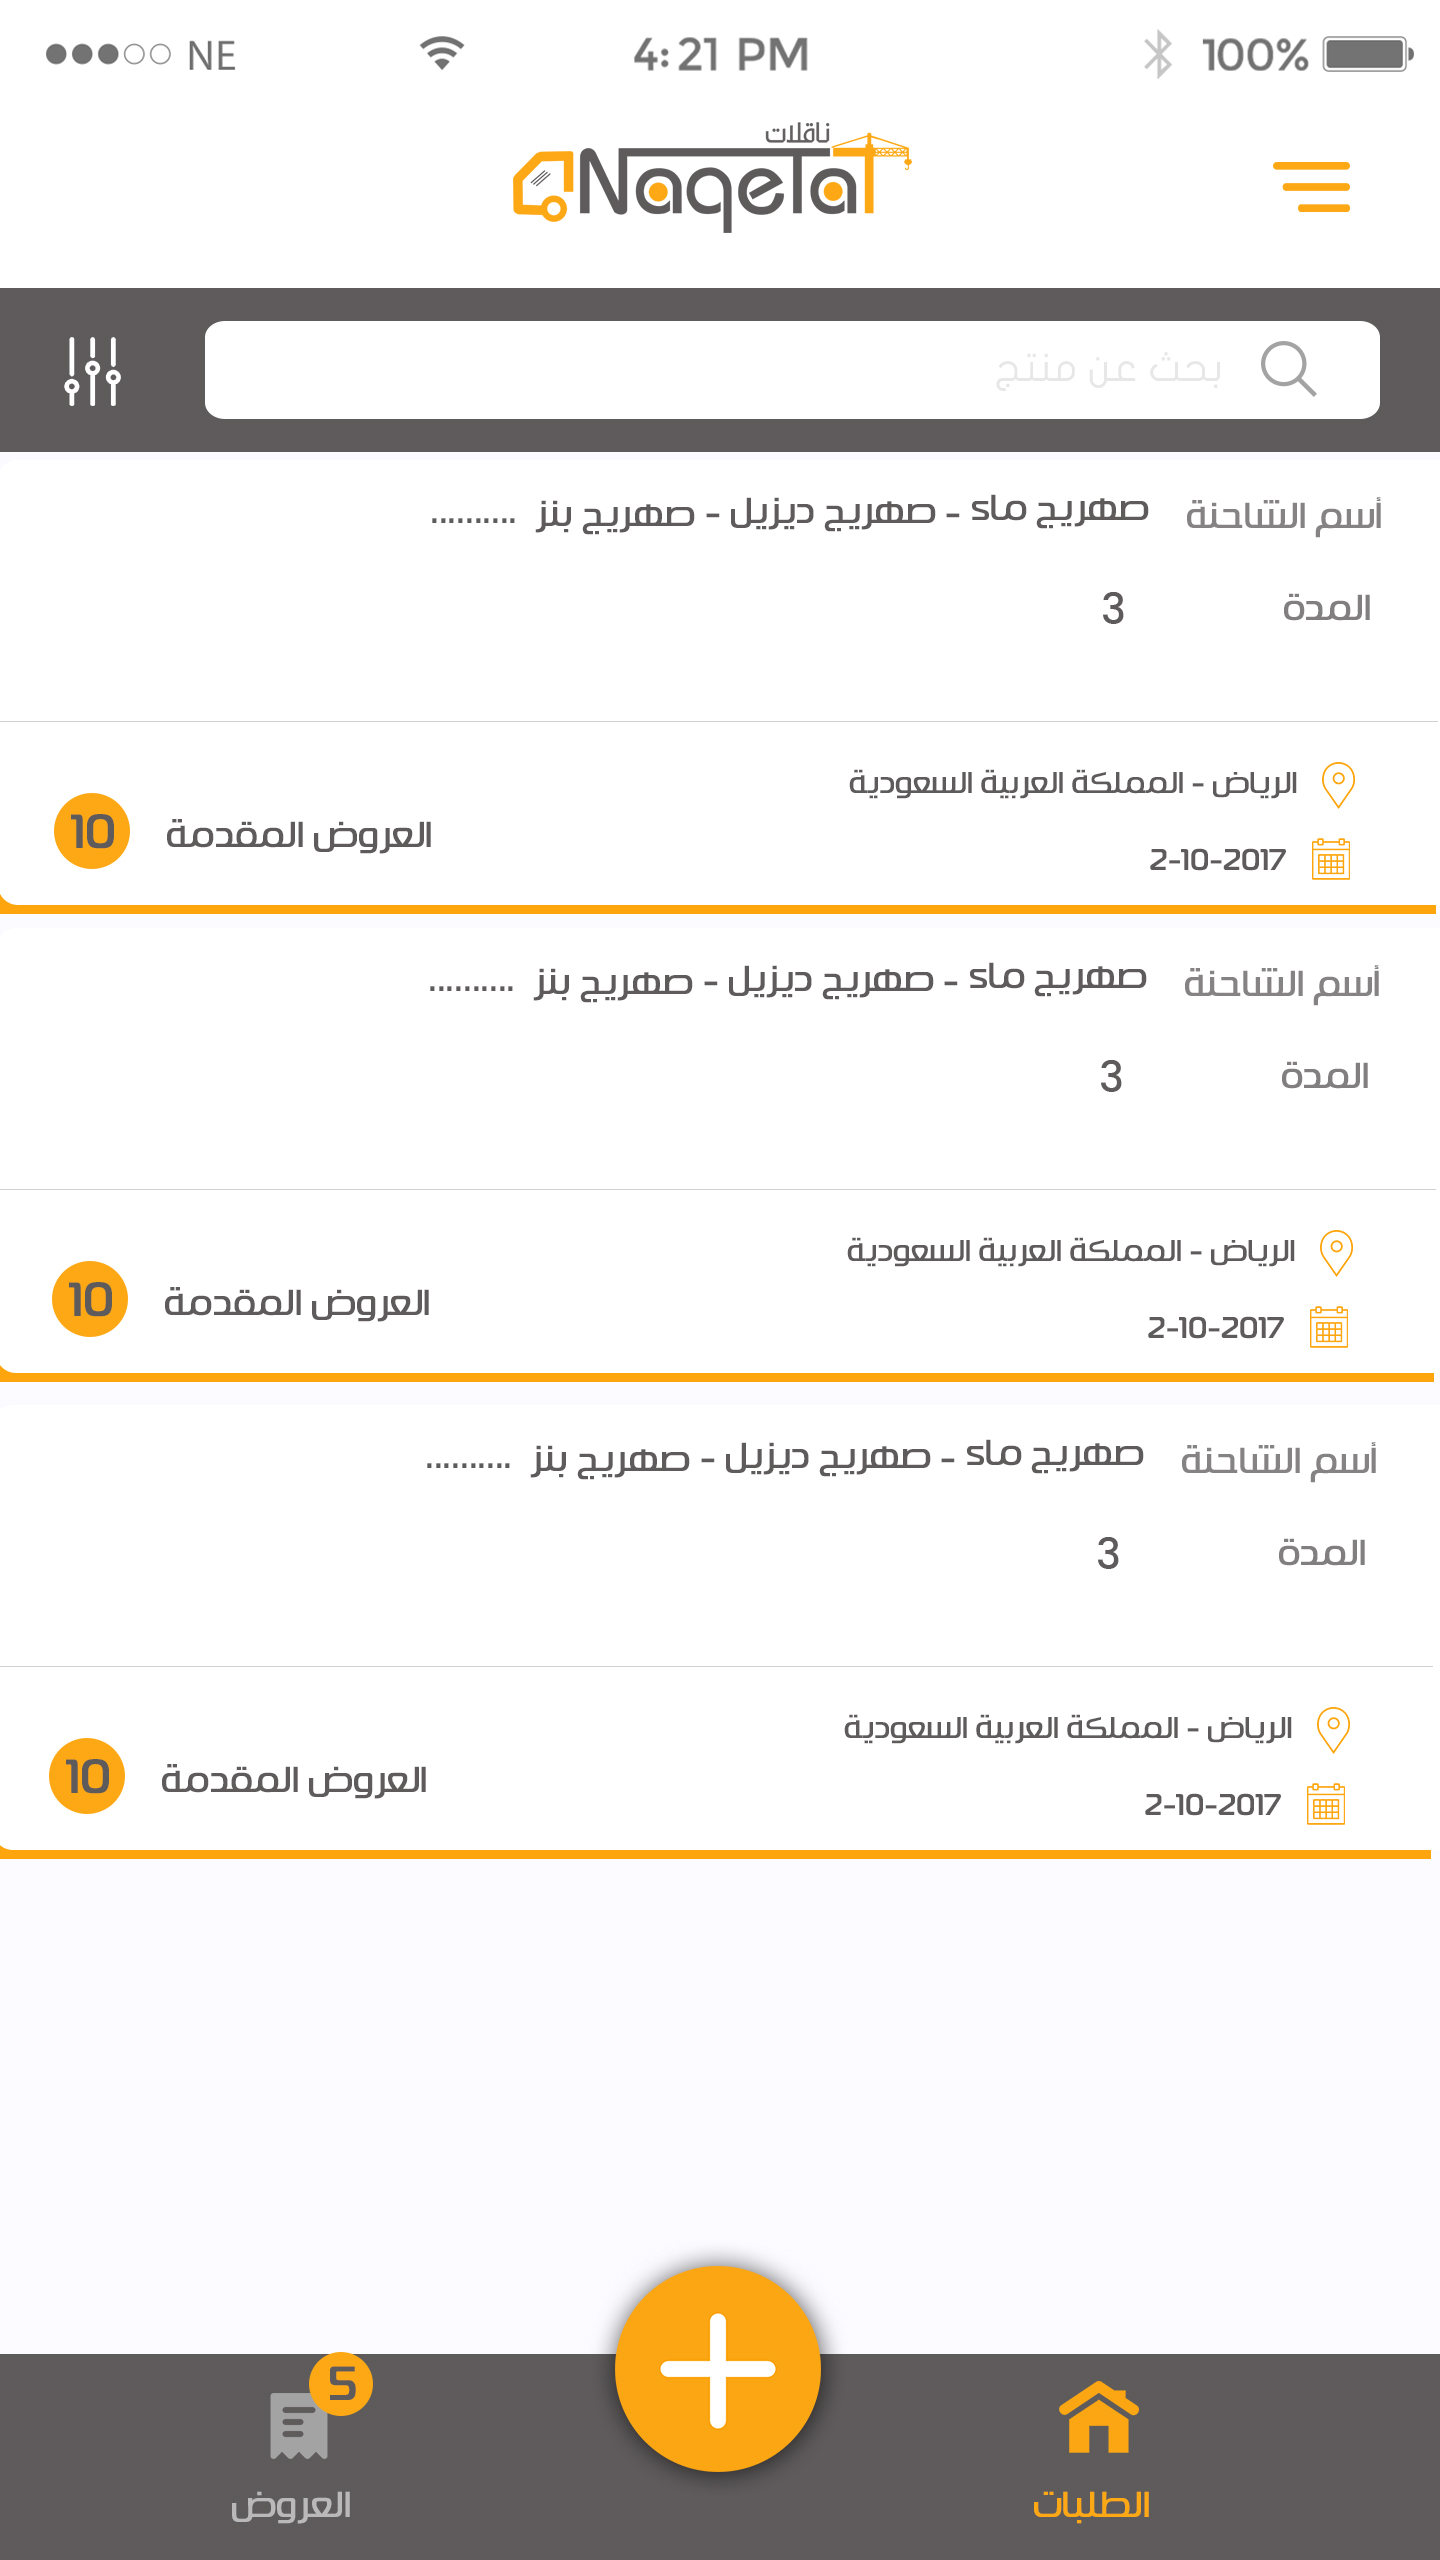 NE 4:21 PM 100%
ناقلات
NaqelaT
بحث عن منتج
أسم الشاحنة صهريج ماء - صهريج ديزيل - صهريج بنز ..........
المدة 3
الرياض - المملكة العربية السعودية
2-10-2017
العروض المقدمة 10
أسم الشاحنة صهريج ماء - صهريج ديزيل - صهريج بنز ..........
المدة 3
الرياض - المملكة العربية السعودية
2-10-2017
العروض المقدمة 10
أسم الشاحنة صهريج ماء - صهريج ديزيل - صهريج بنز ..........
المدة 3
الرياض - المملكة العربية السعودية
2-10-2017
العروض المقدمة 10
5
الطلبات العروض